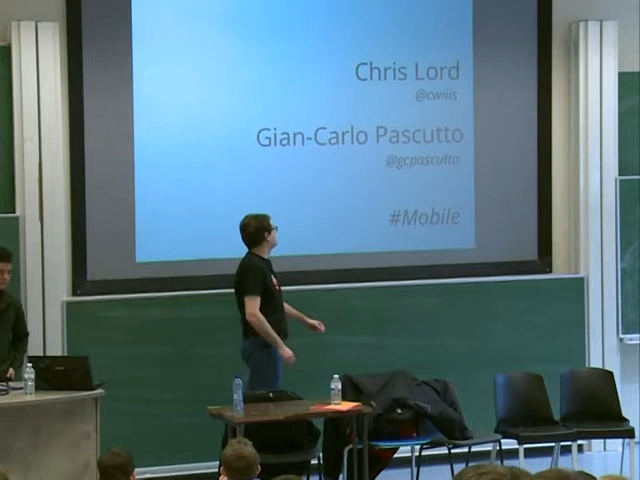 Chris Lord
@cwiiis
Gian-Carlo Pascutto
@gcpascutto
#Mobile